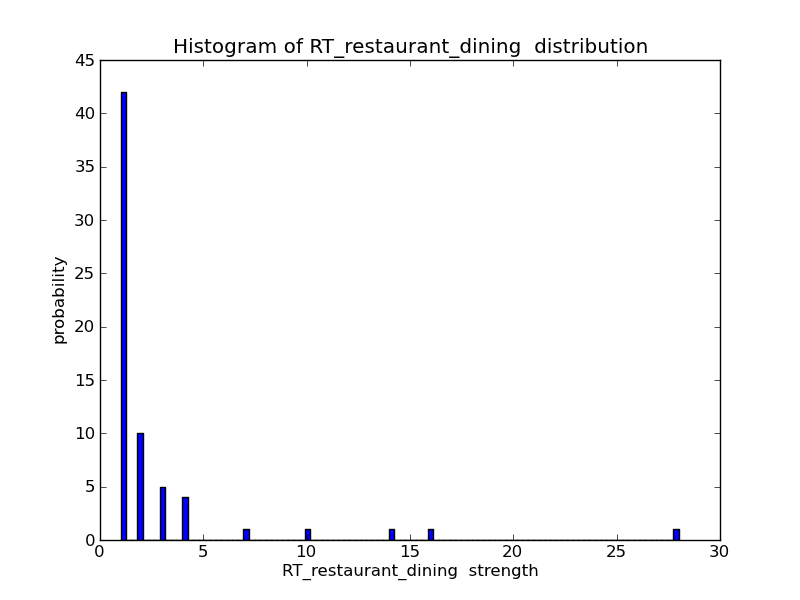 Histogram of RT_restaurant_dining  distribution
45
40
35
30
25
20
15
10
5
0
probability
0 5 10 15 20 25 30
RT_restaurant_dining  strength